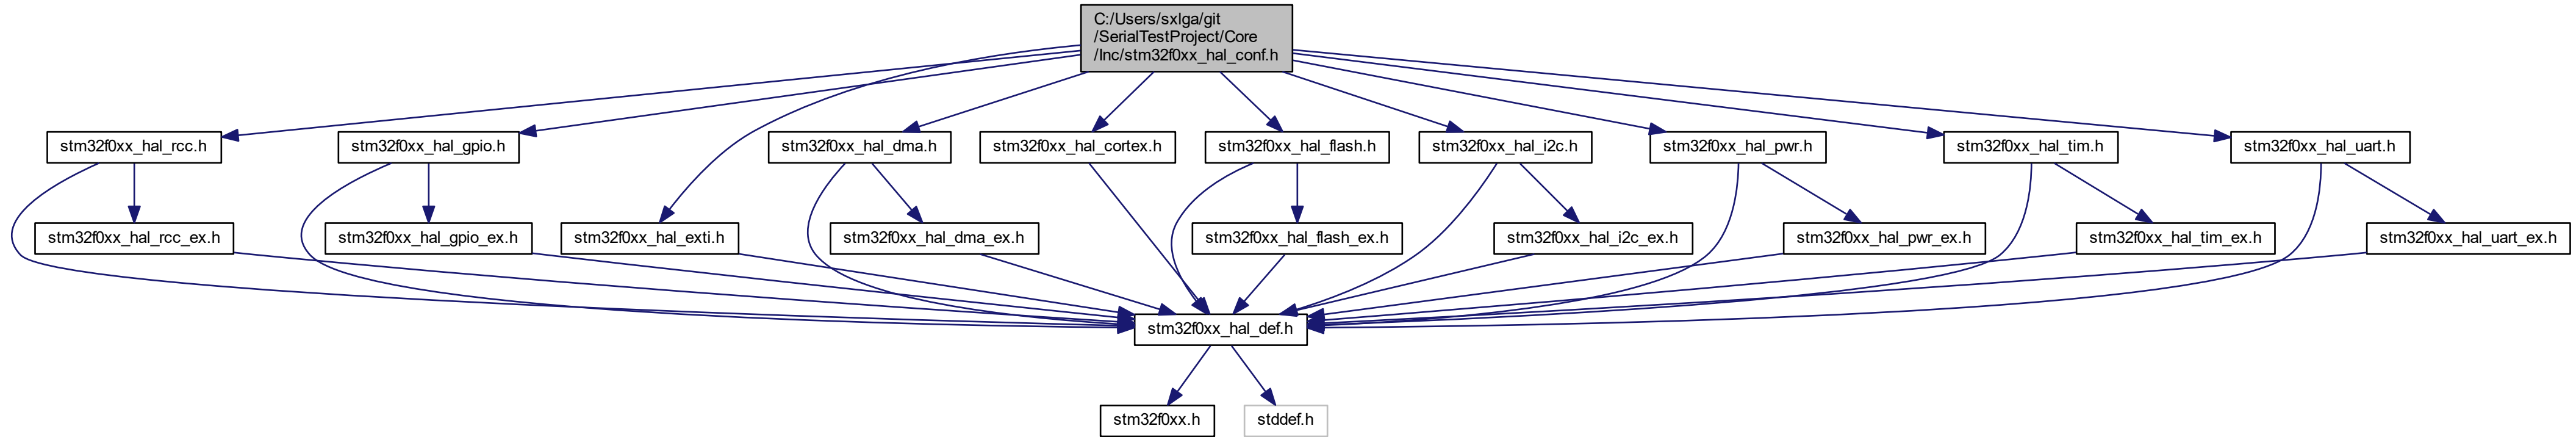 C:/Users/sxlga/git
/SerialTestProject/Core
/Inc/stm32f0xx_hal_conf.h
stm32f0xx_hal_rcc.h
stm32f0xx_hal_gpio.h
stm32f0xx_hal_dma.h
stm32f0xx_hal_cortex.h
stm32f0xx_hal_flash.h
stm32f0xx_hal_i2c.h
stm32f0xx_hal_pwr.h
stm32f0xx_hal_tim.h
stm32f0xx_hal_uart.h
stm32f0xx_hal_rcc_ex.h
stm32f0xx_hal_gpio_ex.h
stm32f0xx_hal_exti.h
stm32f0xx_hal_dma_ex.h
stm32f0xx_hal_flash_ex.h
stm32f0xx_hal_i2c_ex.h
stm32f0xx_hal_pwr_ex.h
stm32f0xx_hal_tim_ex.h
stm32f0xx_hal_uart_ex.h
stm32f0xx_hal_def.h
stm32f0xx.h
stddef.h